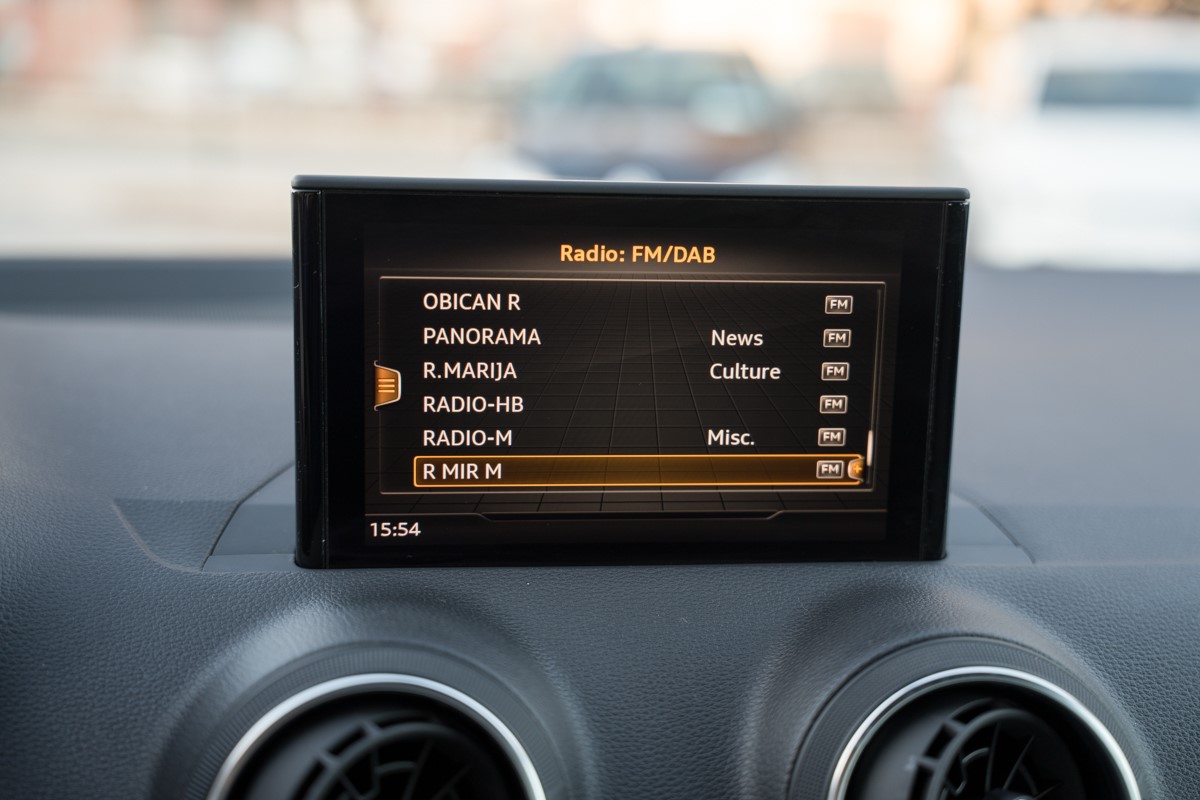 Radio: FM/DAB
OBICAN R FM
PANORAMA News FM
R.MARIJA Culture FM
RADIO-HB FM
RADIO-M Misc. FM
R MIR M FM
15:54